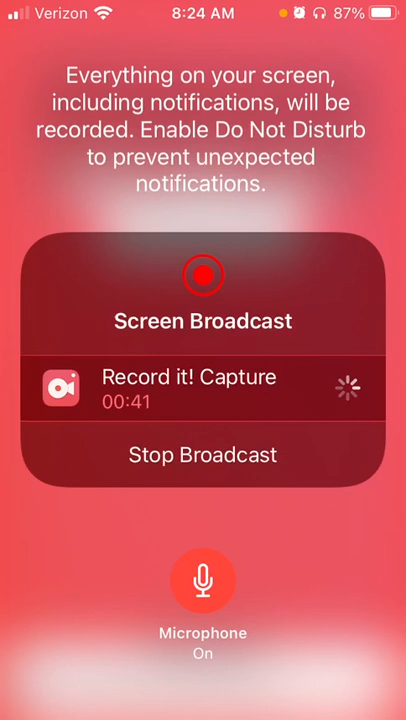 Verizon 8:24 AM 87%
Everything on your screen,
including notifications, will be
recorded. Enable Do Not Disturb
to prevent unexpected
notifications.
Screen Broadcast
Record it! Capture
00:41
Stop Broadcast
Microphone
On